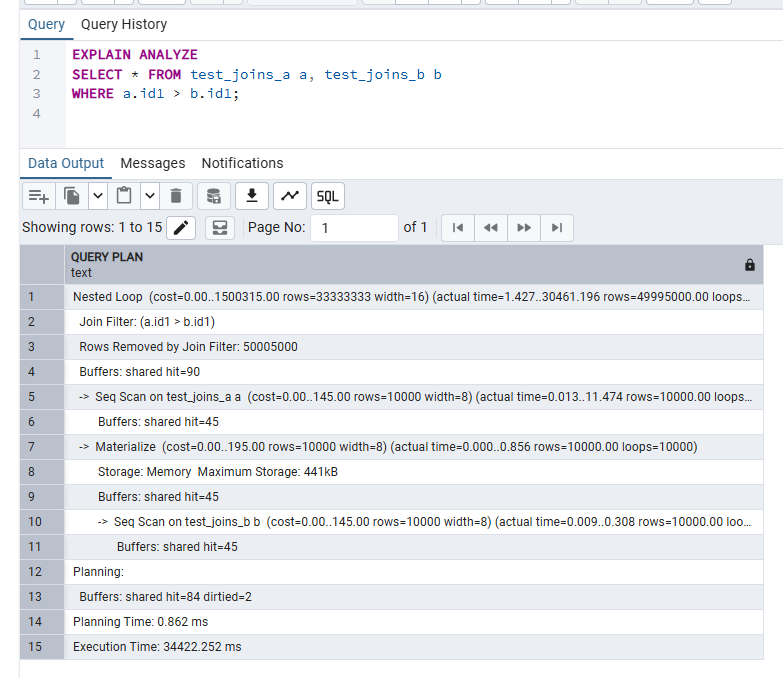 Query Query History
1 EXPLAIN ANALYZE
2 SELECT * FROM test_joins_a a, test_joins_b b
3 WHERE a.id1 > b.id1;
4
Data Output Messages Notifications
SQL
Showing rows: 1 to 15 Page No: 1 of 1
QUERY PLAN
text
1 Nested Loop (cost=0.00..1500315.00 rows=33333333 width=16) (actual time=1.427..30461.196 rows=49995000.00 loops...
2 Join Filter: (a.id1 > b.id1)
3 Rows Removed by Join Filter: 50005000
4 Buffers: shared hit=90
5 -> Seq Scan on test_joins_a a (cost=0.00..145.00 rows=10000 width=8) (actual time=0.013..11.474 rows=10000.00 loops...
6 Buffers: shared hit=45
7 -> Materialize (cost=0.00..195.00 rows=10000 width=8) (actual time=0.000..0.856 rows=10000.00 loops=10000)
8 Storage: Memory Maximum Storage: 441kB
9 Buffers: shared hit=45
10 -> Seq Scan on test_joins_b b (cost=0.00..145.00 rows=10000 width=8) (actual time=0.009..0.308 rows=10000.00 loo...
11 Buffers: shared hit=45
12 Planning:
13 Buffers: shared hit=84 dirtied=2
14 Planning Time: 0.862 ms
15 Execution Time: 34422.252 ms